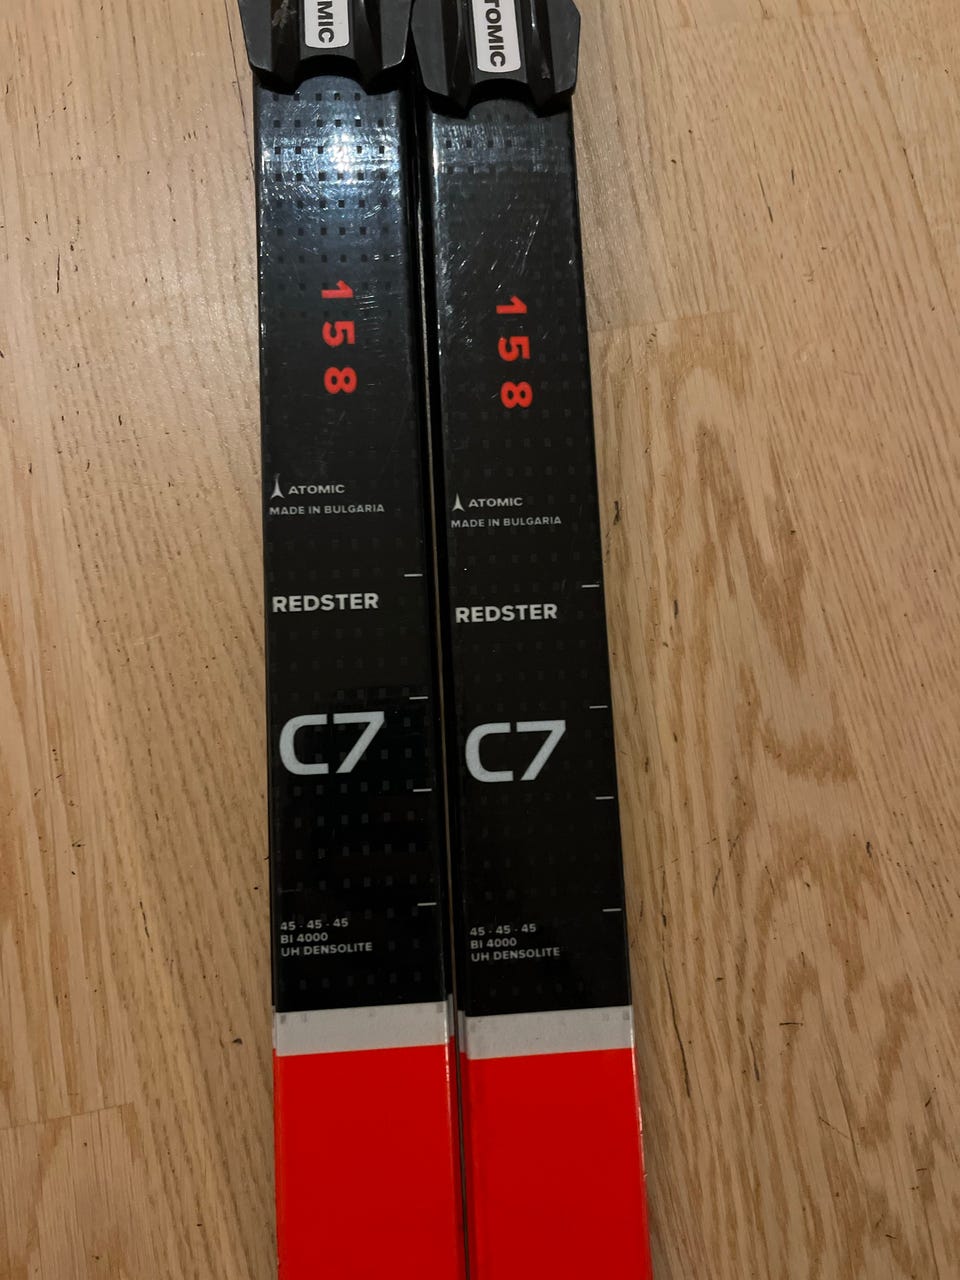 OMIC
TOMIC
158
158
ATOMIC
MADE IN BULGARIA
REDSTER
C7
45 - 45 - 45
BI 4000
UH DENSOLITE
ATOMIC
MADE IN BULGARIA
REDSTER
C7
45 - 45 - 45
BI 4000
UH DENSOLITE